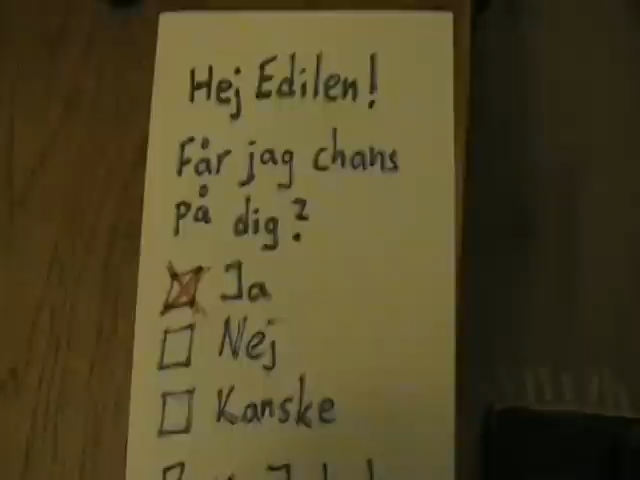 Hej Edilen!
Får jag chans
på dig?
Ja
Nej
Kanske